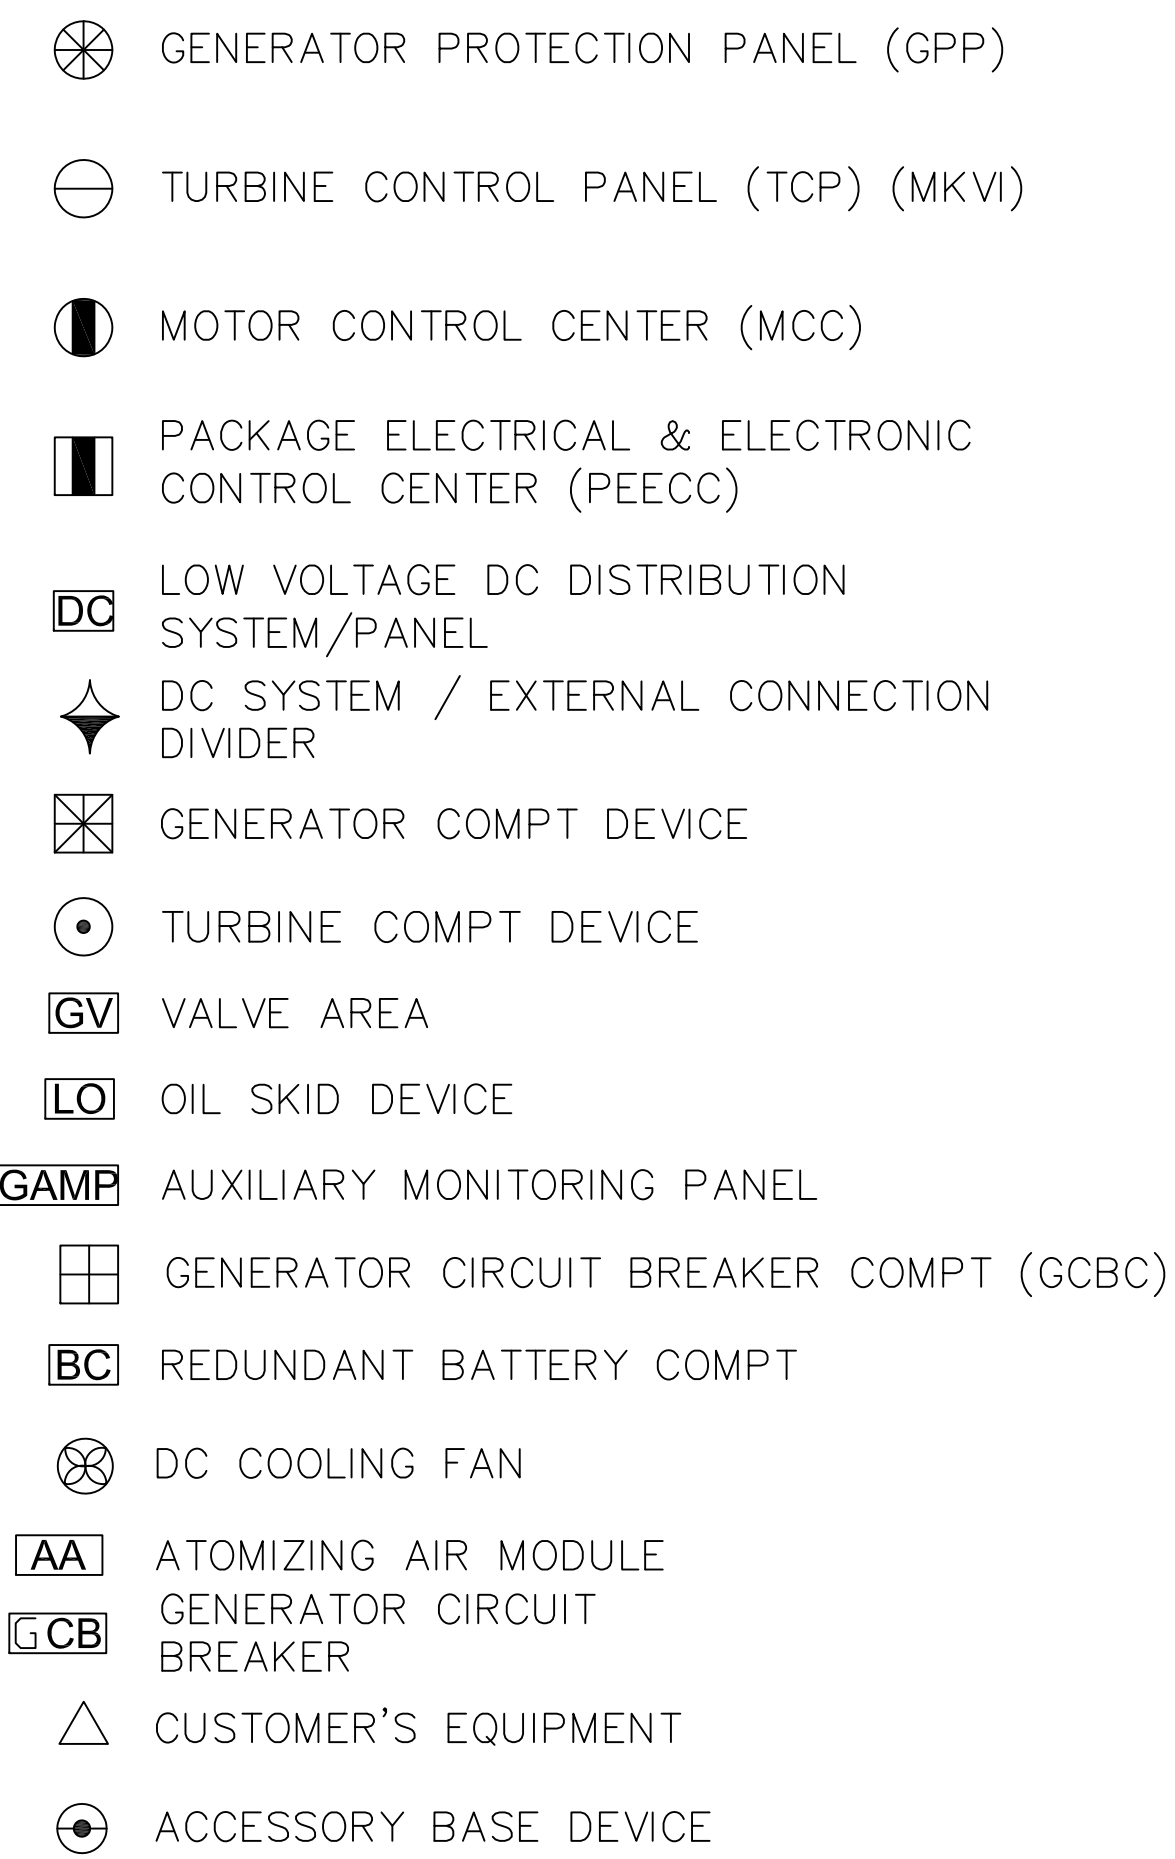 GENERATOR PROTECTION PANEL (GPP)
TURBINE CONTROL PANEL (TCP) (MKVI)
MOTOR CONTROL CENTER (MCC)
PACKAGE ELECTRICAL & ELECTRONIC
CONTROL CENTER (PEECC)
DC LOW VOLTAGE DC DISTRIBUTION
SYSTEM/PANEL
DC SYSTEM / EXTERNAL CONNECTION
DIVIDER
GENERATOR COMPT DEVICE
TURBINE COMPT DEVICE
GV VALVE AREA
LO OIL SKID DEVICE
GAMP AUXILIARY MONITORING PANEL
GENERATOR CIRCUIT BREAKER COMPT (GCBC)
BC REDUNDANT BATTERY COMPT
DC COOLING FAN
AA ATOMIZING AIR MODULE
GCB GENERATOR CIRCUIT
BREAKER
CUSTOMER'S EQUIPMENT
ACCESSORY BASE DEVICE